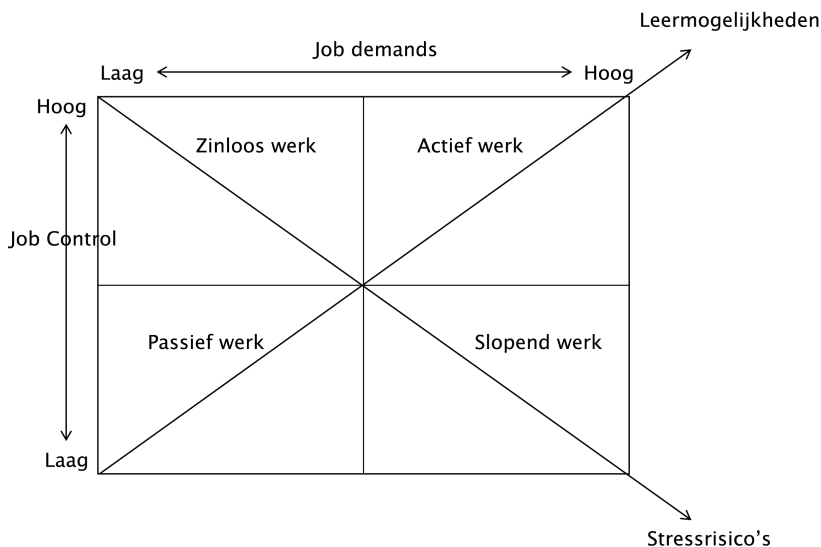 Leermogelijkheden
Job demands
Laag
Hoog
Hoog
Zinloos werk
Actief werk
Job Control
Passief werk
Slopend werk
Laag
Stressrisico's